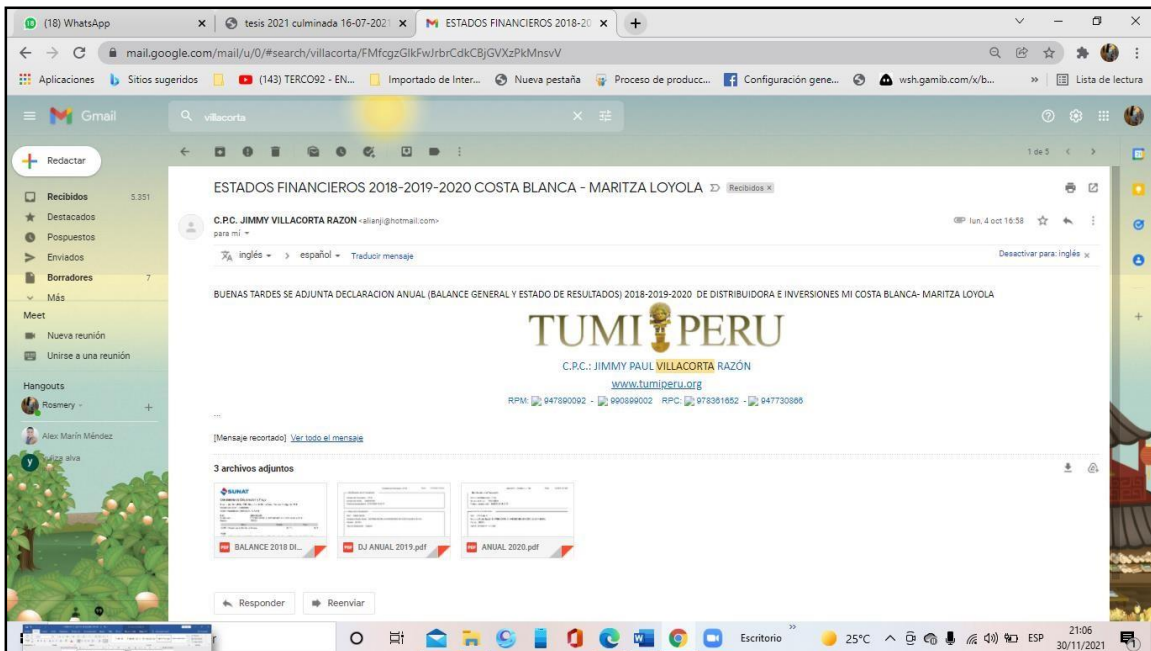 (18) WhatsApp
tesis 2021 culminada 16-07-2021
ESTADOS FINANCIEROS 2018-20
mail.google.com/mail/u/0/#search/villacorta/FMfcgzGlkFwJrbrCdkCBjGVXzPkMnsvV
Aplicaciones Sitios sugeridos (143) TERCO92 - EN... Importado de Inter... Nueva pestaña Proceso de producc... Configuración gene... wsh.gamib.com/x/b... » Lista de lectura
Gmail
villacorta
Redactar
1 de 5
Recibidos 5.351
Destacados
Pospuestos
Enviados
Borradores 7
Más
Meet
Nueva reunión
Unirse a una reunión
Hangouts
Rosmery
Alex Marín Méndez
alva
ESTADOS FINANCIEROS 2018-2019-2020 COSTA BLANCA - MARITZA LOYOLA Recibidos x
C.P.C. JIMMY VILLACORTA RAZON <alianji@hotmail.com>
lun, 4 oct 16:58
para mí
inglés > español Traducir mensaje
Desactivar para: inglés x
BUENAS TARDES SE ADJUNTA DECLARACION ANUAL (BALANCE GENERAL Y ESTADO DE RESULTADOS) 2018-2019-2020 DE DISTRIBUIDORA E INVERSIONES MI COSTA BLANCA- MARITZA LOYOLA
TUMI PERU
C.P.C.: JIMMY PAUL VILLACORTA RAZÓN
www.tumiperu.org
RPM: 947890092 - 990899002 RPC: 978361652 - 947730866
...
[Mensaje recortado] Ver todo el mensaje
3 archivos adjuntos
SUNAT
PDF BALANCE 2018 DI...
PDF DJ ANUAL 2019.pdf
PDF ANUAL 2020.pdf
Responder
Reenviar
Escritorio » 25°C ESP
21:06
30/11/2021